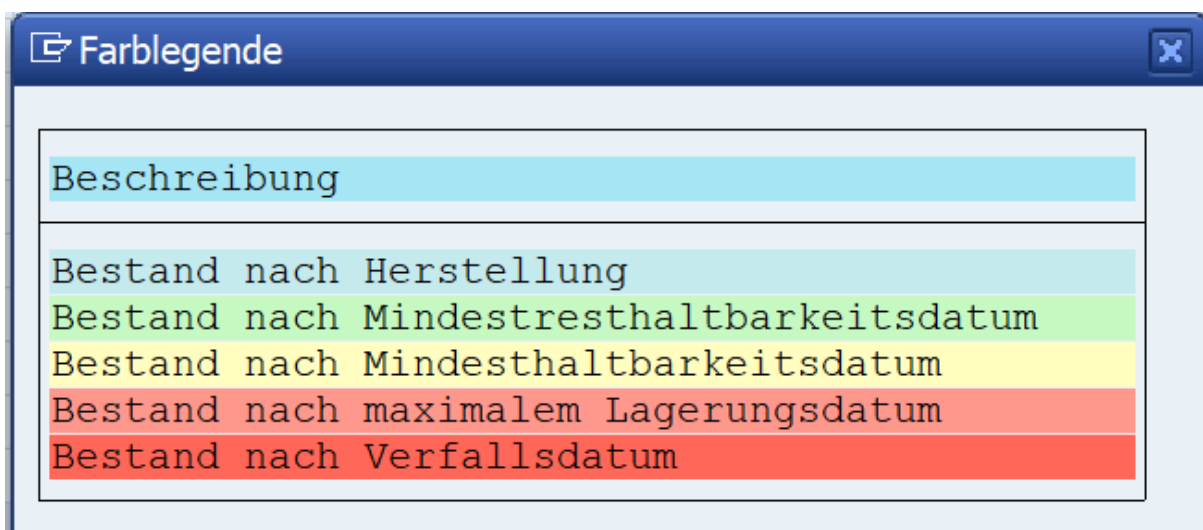 Farblegende
Beschreibung
Bestand nach Herstellung
Bestand nach Mindestresthaltbarkeitsdatum
Bestand nach Mindesthaltbarkeitsdatum
Bestand nach maximalem Lagerungsdatum
Bestand nach Verfallsdatum